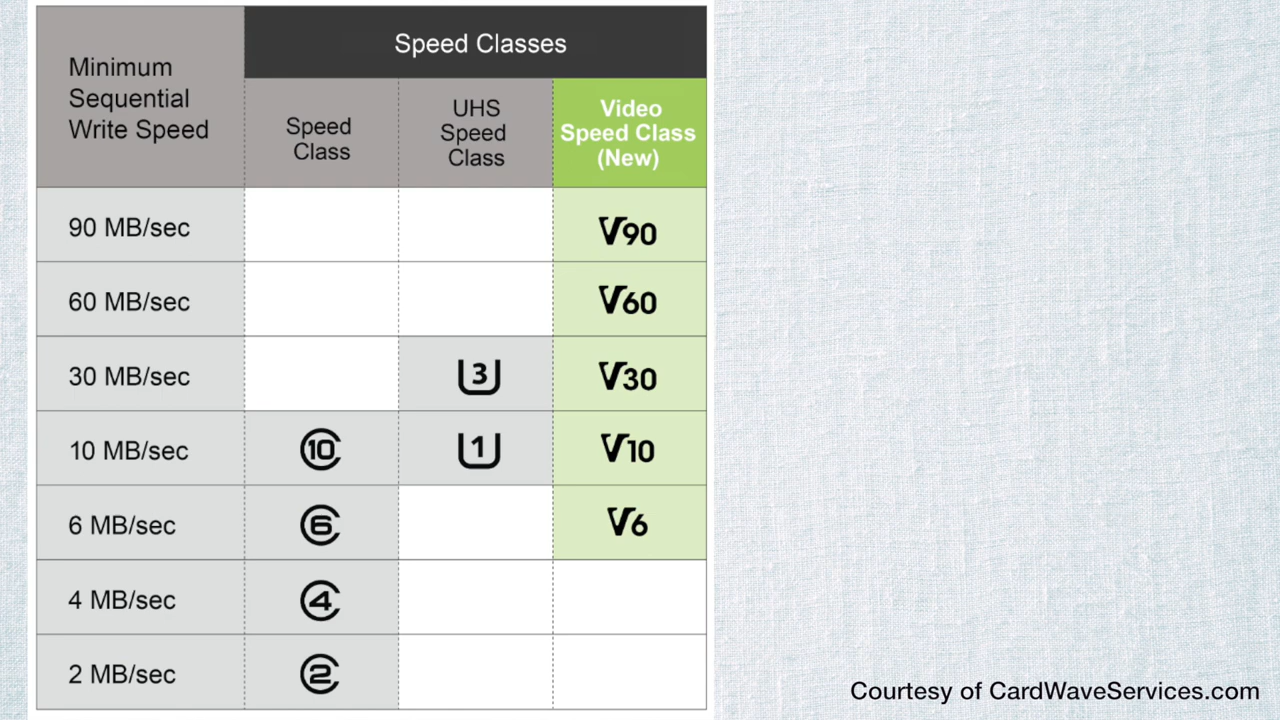 Speed Classes
Minimum
Sequential
Write Speed
Speed
Class
UHS
Speed
Class
Video
Speed Class
(New)
90 MB/sec V90
60 MB/sec V60
30 MB/sec 3 V30
10 MB/sec 10 1 V10
6 MB/sec 6 V6
4 MB/sec 4
2 MB/sec 2
Courtesy of CardWaveServices.com